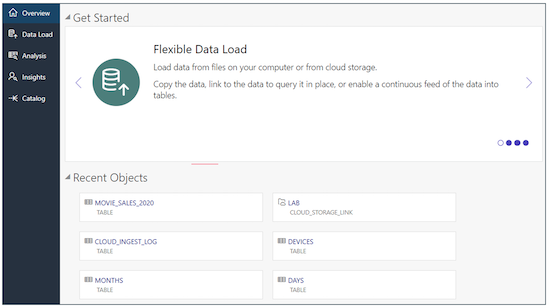 Overview
Data Load
Analysis
Insights
Catalog
Get Started
Flexible Data Load
Load data from files on your computer or from cloud storage.
Copy the data, link to the data to query it in place, or enable a continuous feed of the data into
tables.
Recent Objects
MOVIE_SALES_2020
TABLE
LAB
CLOUD_STORAGE_LINK
CLOUD_INGEST_LOG
TABLE
DEVICES
TABLE
MONTHS
TABLE
DAYS
TABLE